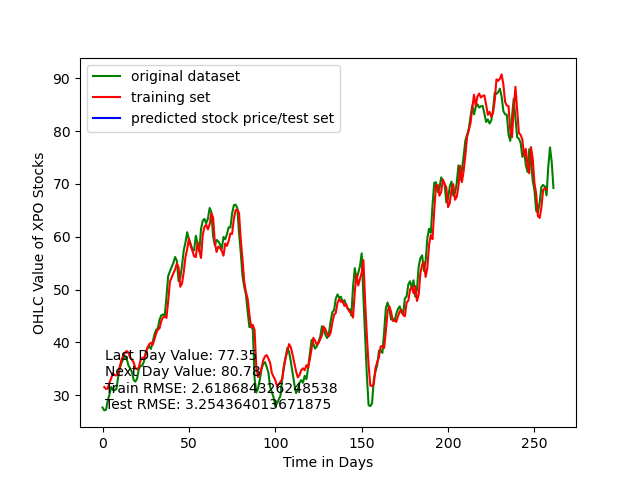 original dataset
training set
predicted stock price/test set
OHLC Value of XPO Stocks
90
80
70
60
50
40
30
Last Day Value: 77.35
Next Day Value: 80.78
Train RMSE: 2.618684326248538
Test RMSE: 3.254364013671875
0 50 100 150 200 250
Time in Days